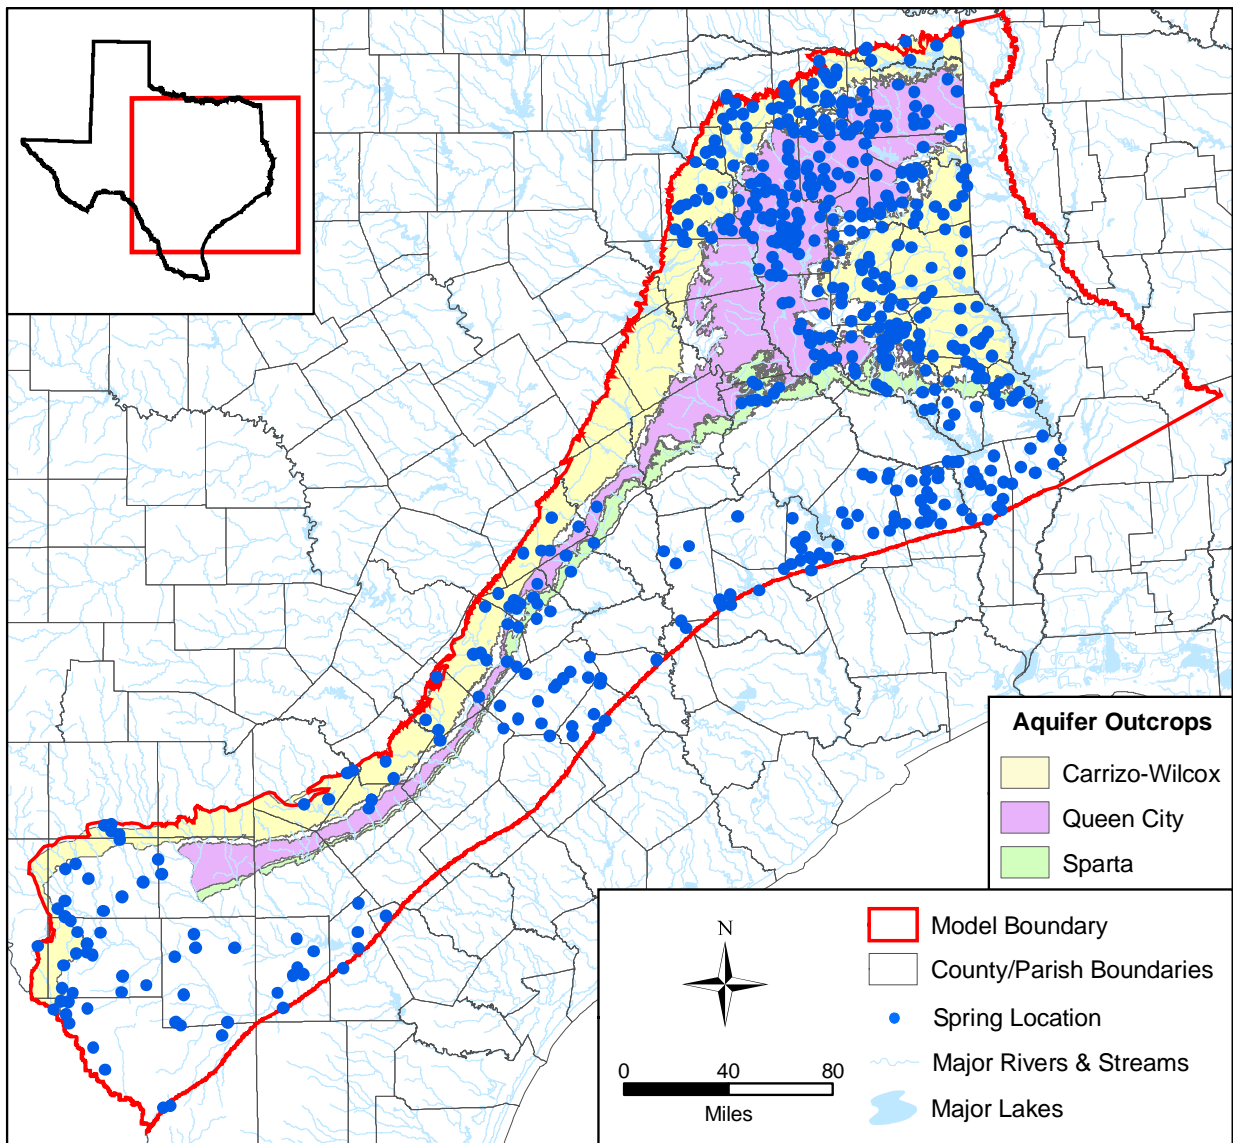 Aquifer Outcrops
Carrizo-Wilcox
Queen City
Sparta
N
0 40 80
Miles
Model Boundary
County/Parish Boundaries
Spring Location
Major Rivers & Streams
Major Lakes